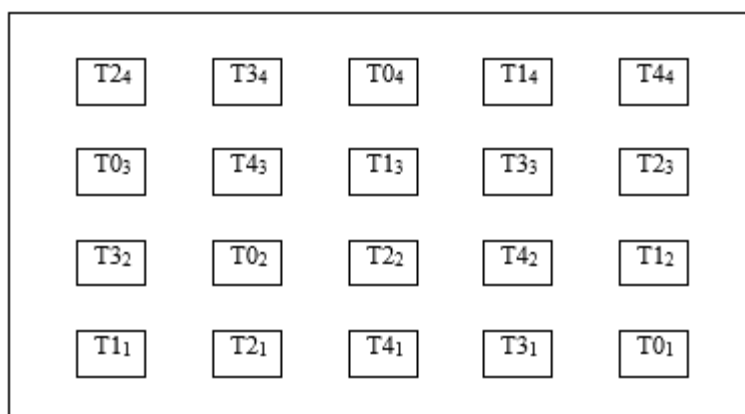 T2₄ T3₄ T0₄ T1₄ T4₄
T0₃ T4₃ T1₃ T3₃ T2₃
T3₂ T0₂ T2₂ T4₂ T1₂
T1₁ T2₁ T4₁ T3₁ T0₁